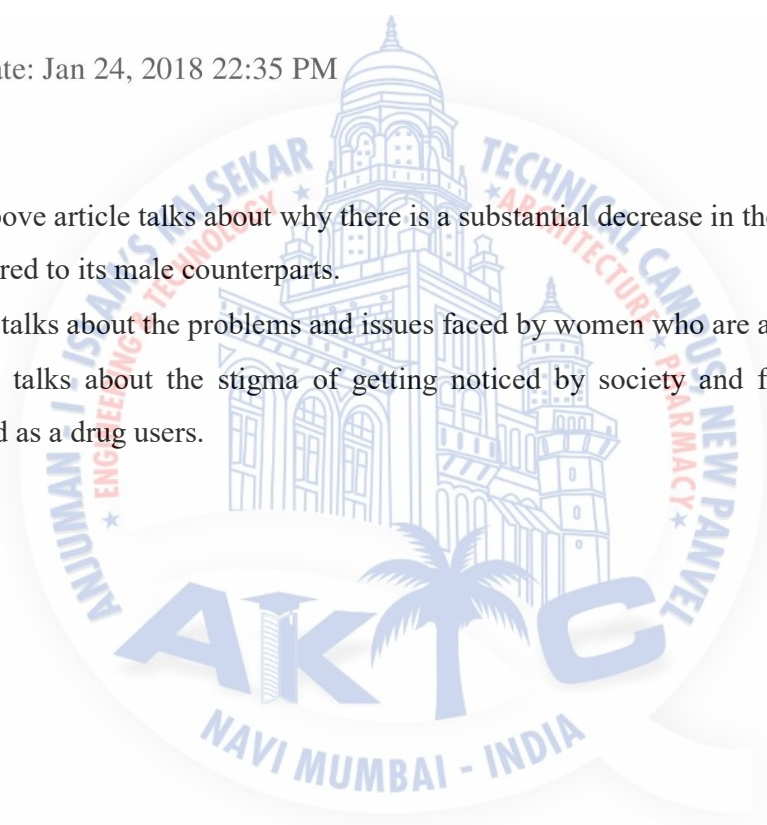 te: Jan 24, 2018 22:35 PM
ove article talks about why there is a substantial decrease in the
red to its male counterparts.
talks about the problems and issues faced by women who are a
talks about the stigma of getting noticed by society and f
d as a drug users.
ANJUMAN - I - ISLAM'S KALSEKAR TECHNICAL CAMPUS, NEW PANVEL
ENGINEERING & TECHNOLOGY ★ ARCHITECTURE ★ PHARMACY
AKTC
NAVI MUMBAI - INDIA